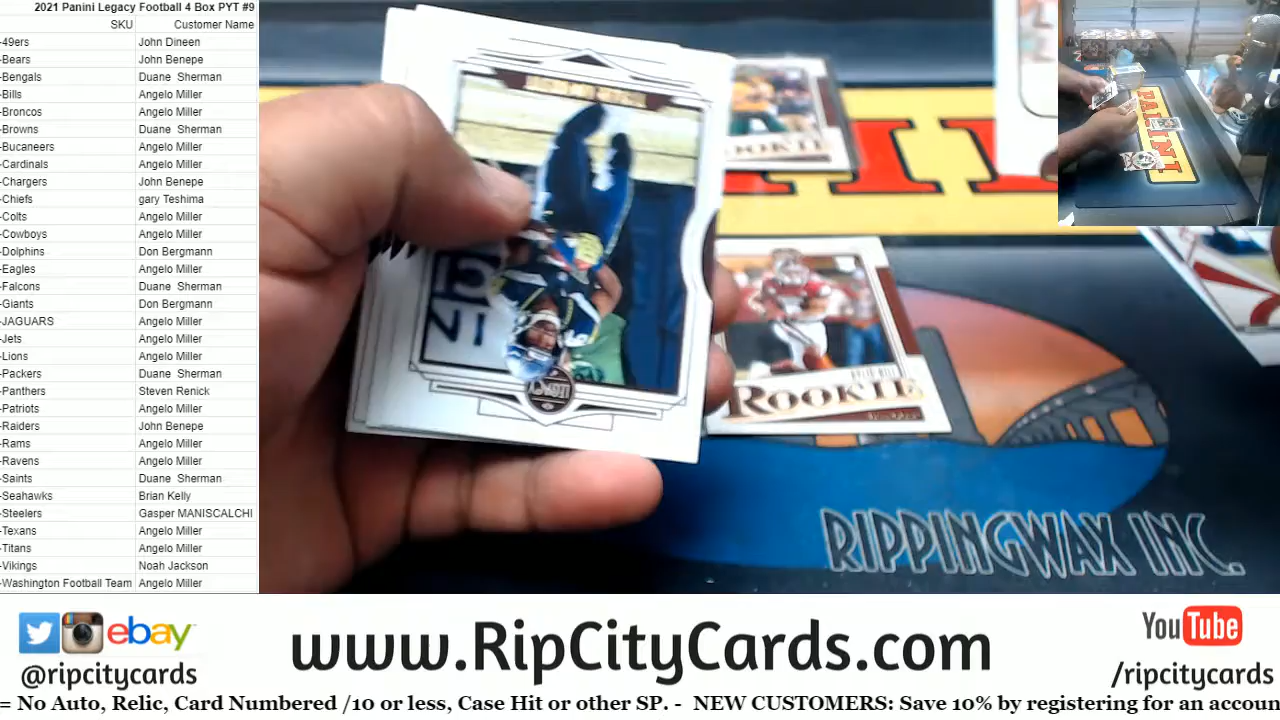 2021 Panini Legacy Football 4 Box PYT #9
SKU Customer Name
-49ers John Dineen
-Bears John Benepe
-Bengals Duane Sherman
-Bills Angelo Miller
-Broncos Angelo Miller
-Browns Duane Sherman
-Bucaneers Angelo Miller
-Cardinals Angelo Miller
-Chargers John Benepe
-Chiefs gary Teshima
-Colts Angelo Miller
-Cowboys Angelo Miller
-Dolphins Don Bergmann
-Eagles Angelo Miller
-Falcons Duane Sherman
-Giants Don Bergmann
-JAGUARS Angelo Miller
-Jets Angelo Miller
-Lions Angelo Miller
-Packers Duane Sherman
-Panthers Steven Renick
-Patriots Angelo Miller
-Raiders John Benepe
-Rams Angelo Miller
-Ravens Angelo Miller
-Saints Duane Sherman
-Seahawks Brian Kelly
-Steelers Gasper MANISCALCHI
-Texans Angelo Miller
-Titans Angelo Miller
-Vikings Noah Jackson
-Washington Football Team Angelo Miller
PANINI
LEGACY
ROOKIE
RIPPINGWAX INC.
ebay
@ripcitycards
www.RipCityCards.com
YouTube
/ripcitycards
= No Auto, Relic, Card Numbered /10 or less, Case Hit or other SP. - NEW CUSTOMERS: Save 10% by registering for an accoun